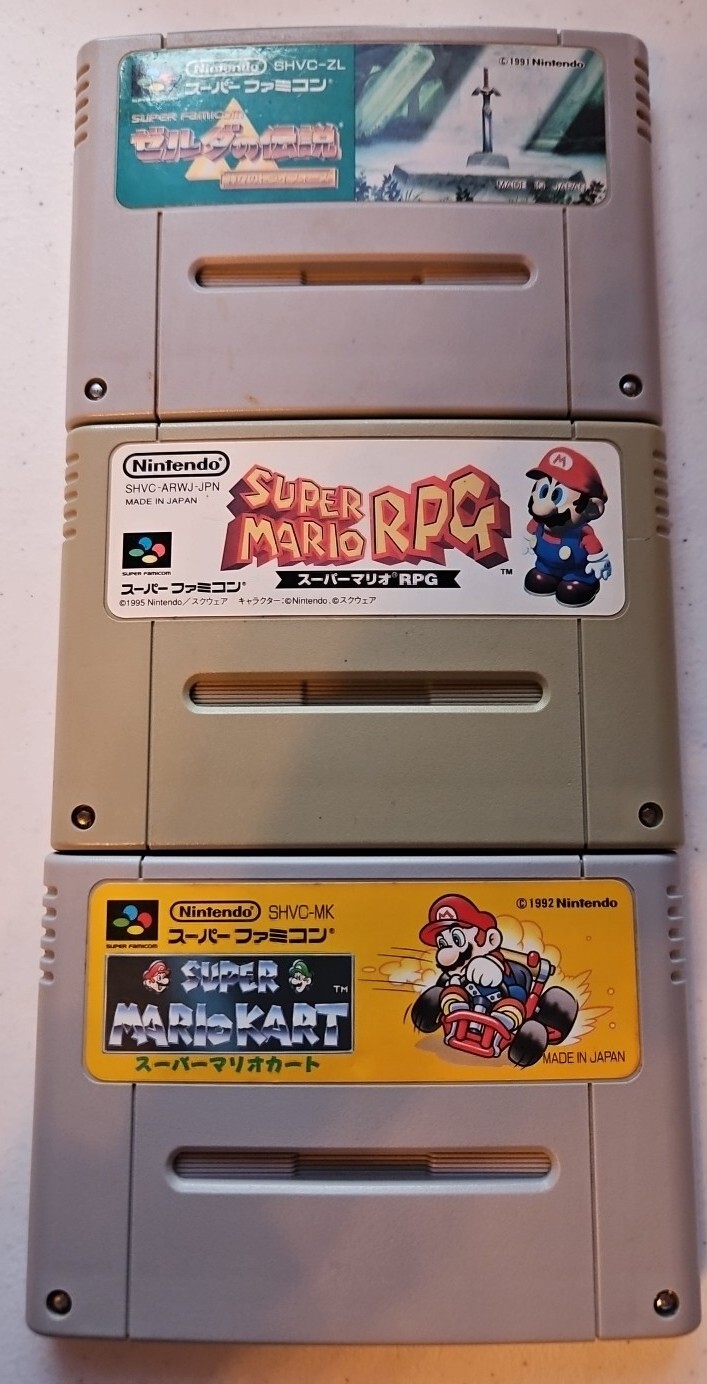 Nintendo SHVC-ZL
スーパー ファミコン
SUPER FAMICOM
ゼルダの伝説
©1991 Nintendo
MADE IN JAPAN
Nintendo®
SHVC-ARWJ-JPN
MADE IN JAPAN
SUPER FAMICOM
スーパー ファミコン®
©1995 Nintendo/スクウェア キャラクター:©Nintendo, ©スクウェア
SUPER
MARIO RPG
スーパーマリオ® RPG
TM
M
SUPER FAMICOM
Nintendo® SHVC-MK
スーパー ファミコン®
SUPER
MARIO KART
TM
スーパーマリオカート
©1992 Nintendo
M
MADE IN JAPAN